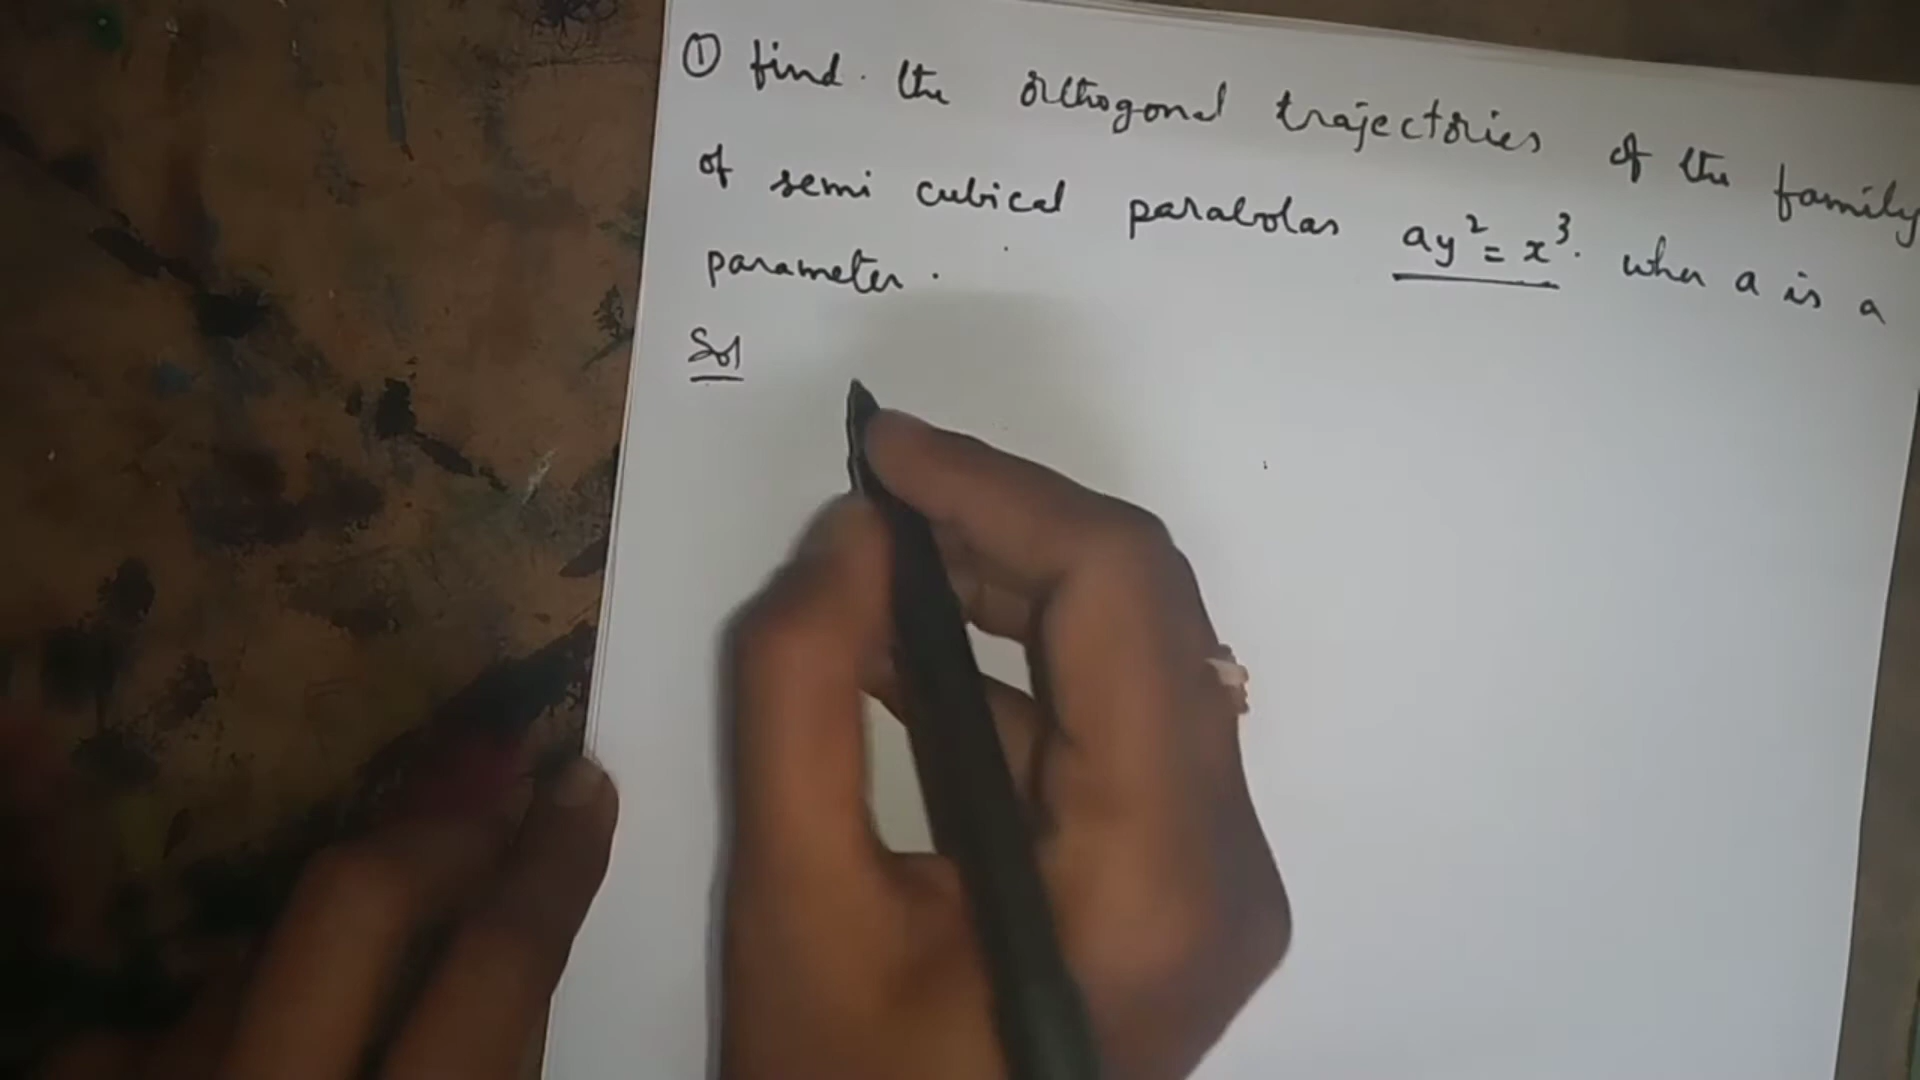 ① find the orthogonal trajectories of the family
of semi cubical parabolas ay² = x³. when a is a
parameter.
Sol